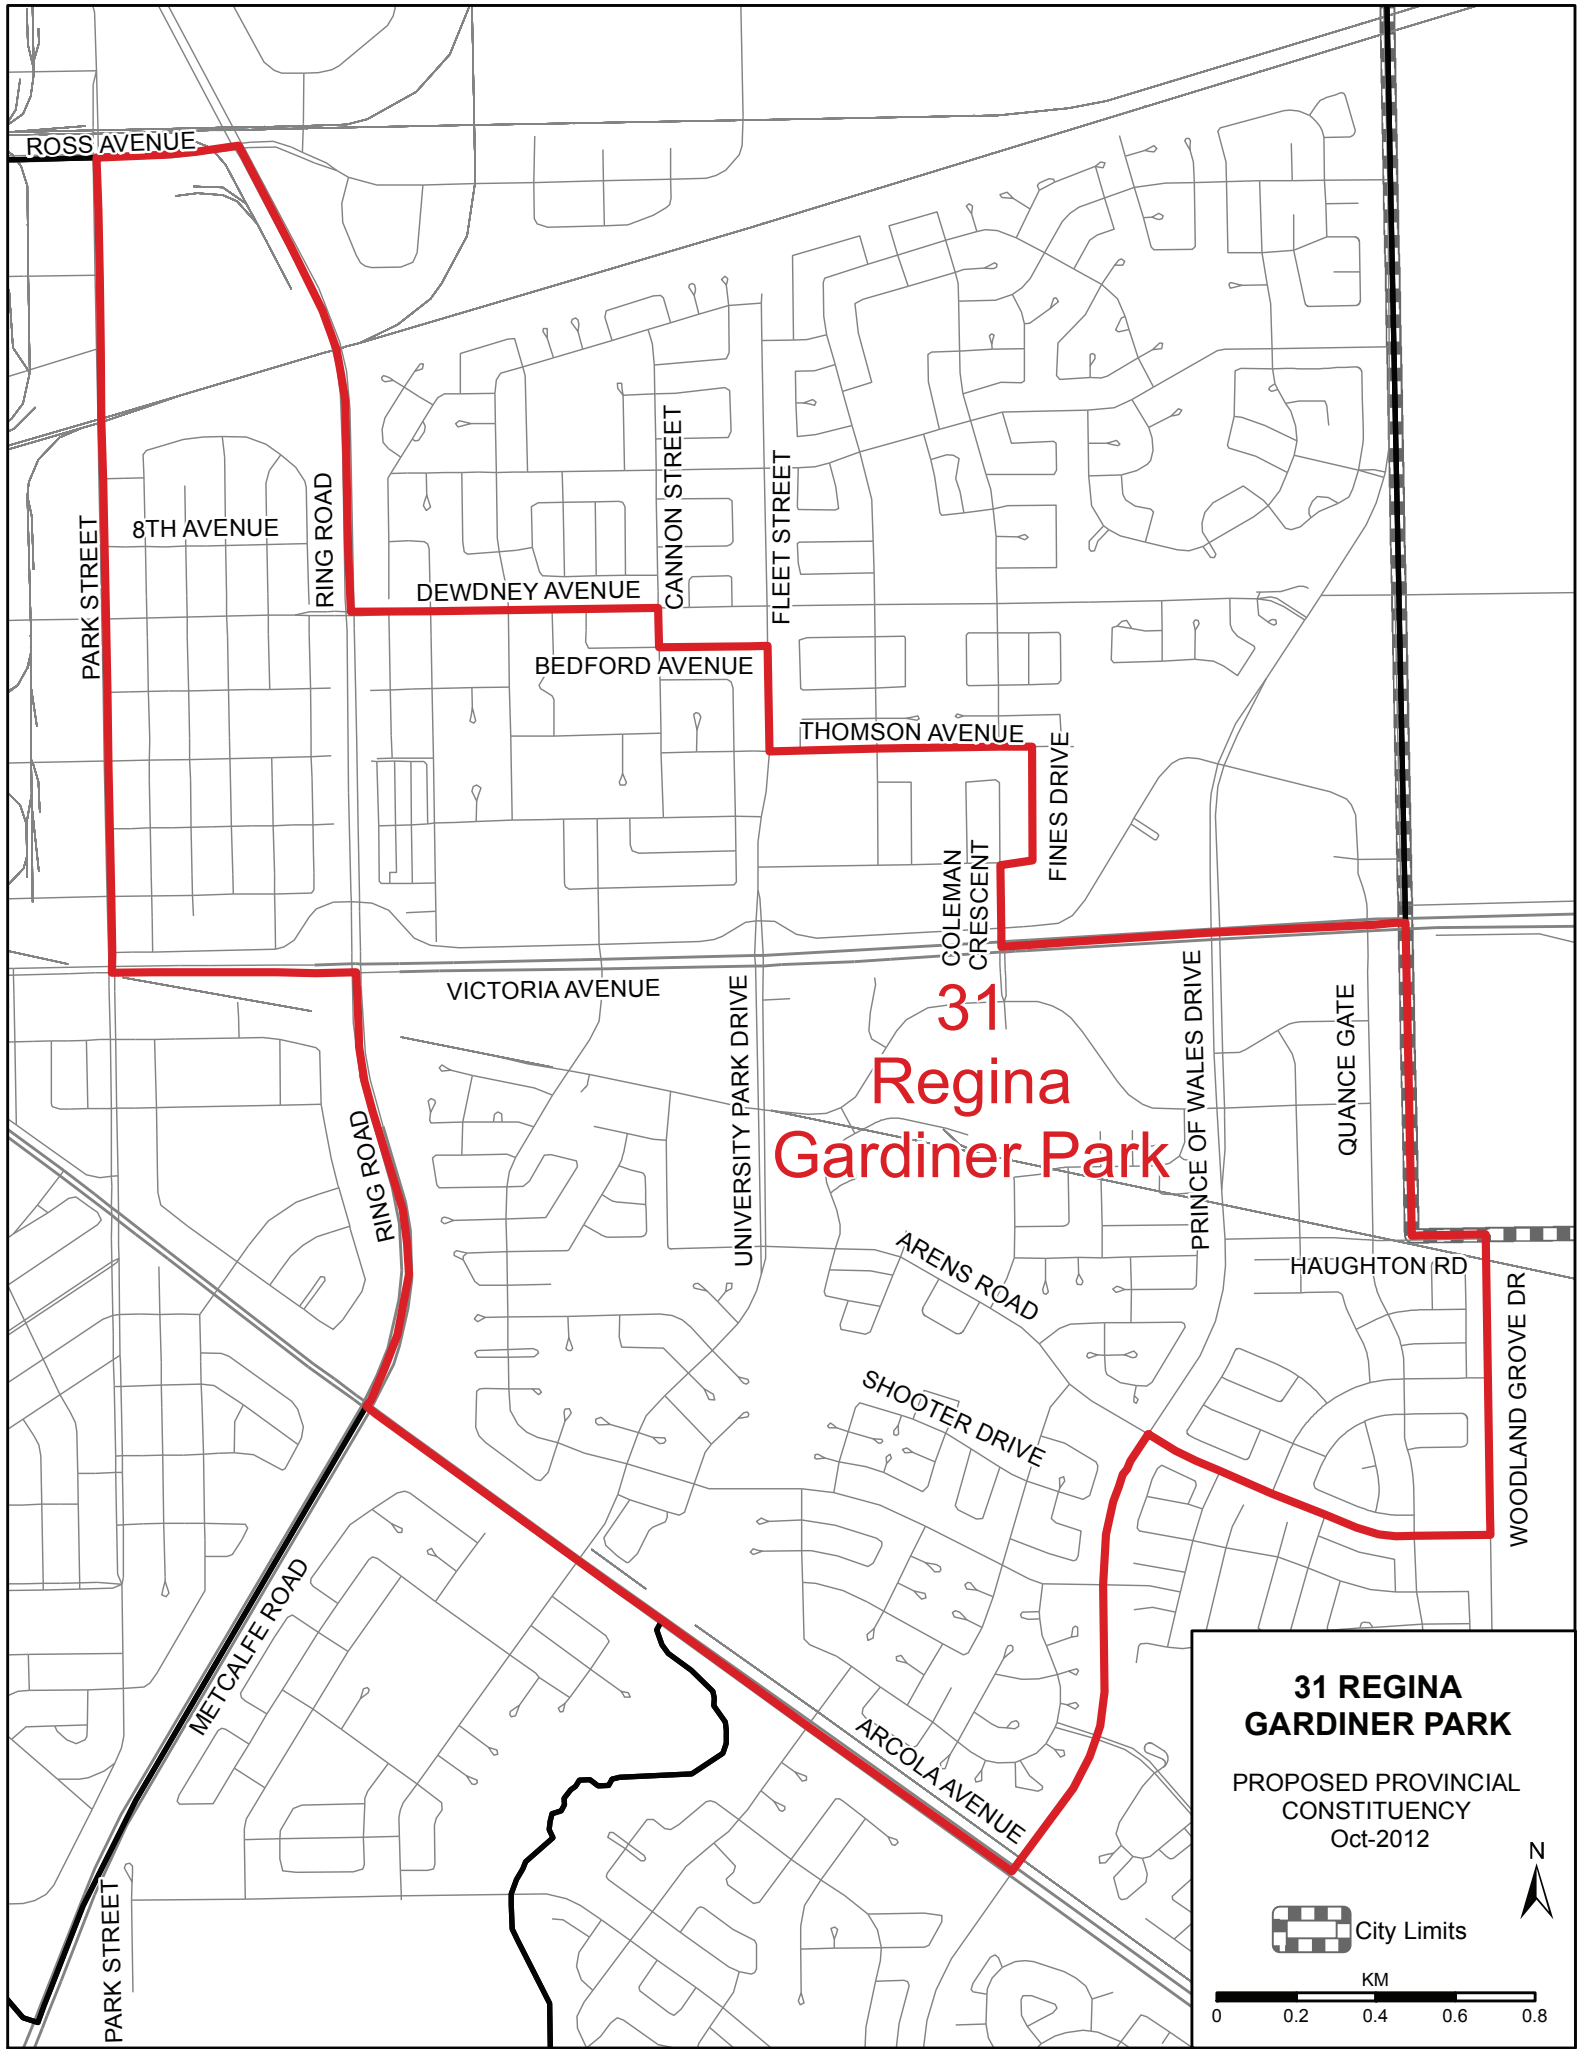 ROSS AVENUE
CANNON STREET
FLEET STREET
RING ROAD
8TH AVENUE
PARK STREET
DEWDNEY AVENUE
BEDFORD AVENUE
THOMSON AVENUE
FINES DRIVE
COLEMAN
CRESCENT
VICTORIA AVENUE
UNIVERSITY PARK DRIVE
PRINCE OF WALES DRIVE
QUANCE GATE
31
Regina
Gardiner Park
RING ROAD
ARENS ROAD
HAUGHTON RD
WOODLAND GROVE DR
SHOOTER DRIVE
METCALFE ROAD
ARCOLA AVENUE
PARK STREET
31 REGINA
GARDINER PARK
PROPOSED PROVINCIAL
CONSTITUENCY
Oct-2012
N
City Limits
KM
0 0.2 0.4 0.6 0.8